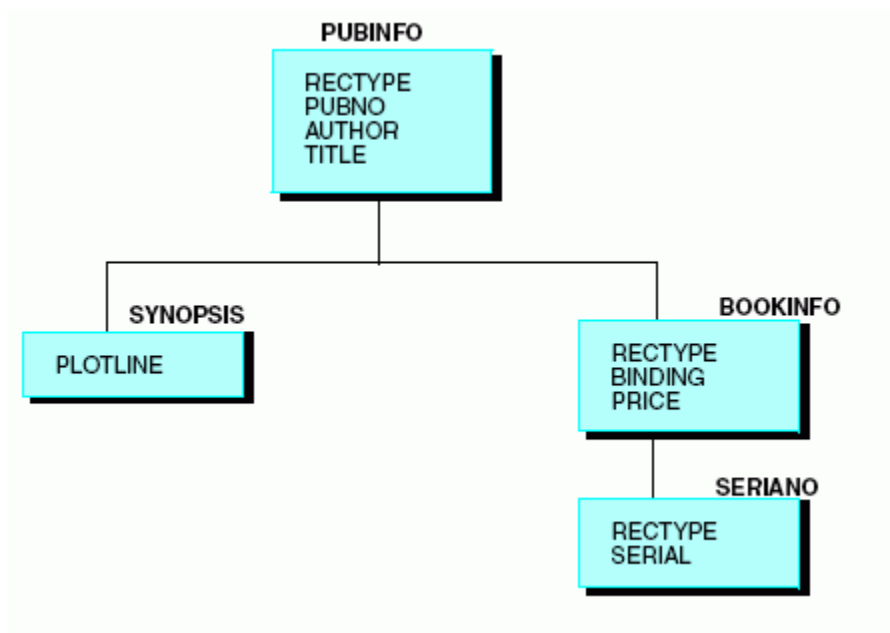 PUBINFO
RECTYPE
PUBNO
AUTHOR
TITLE
SYNOPSIS
PLOTLINE
BOOKINFO
RECTYPE
BINDING
PRICE
SERIANO
RECTYPE
SERIAL